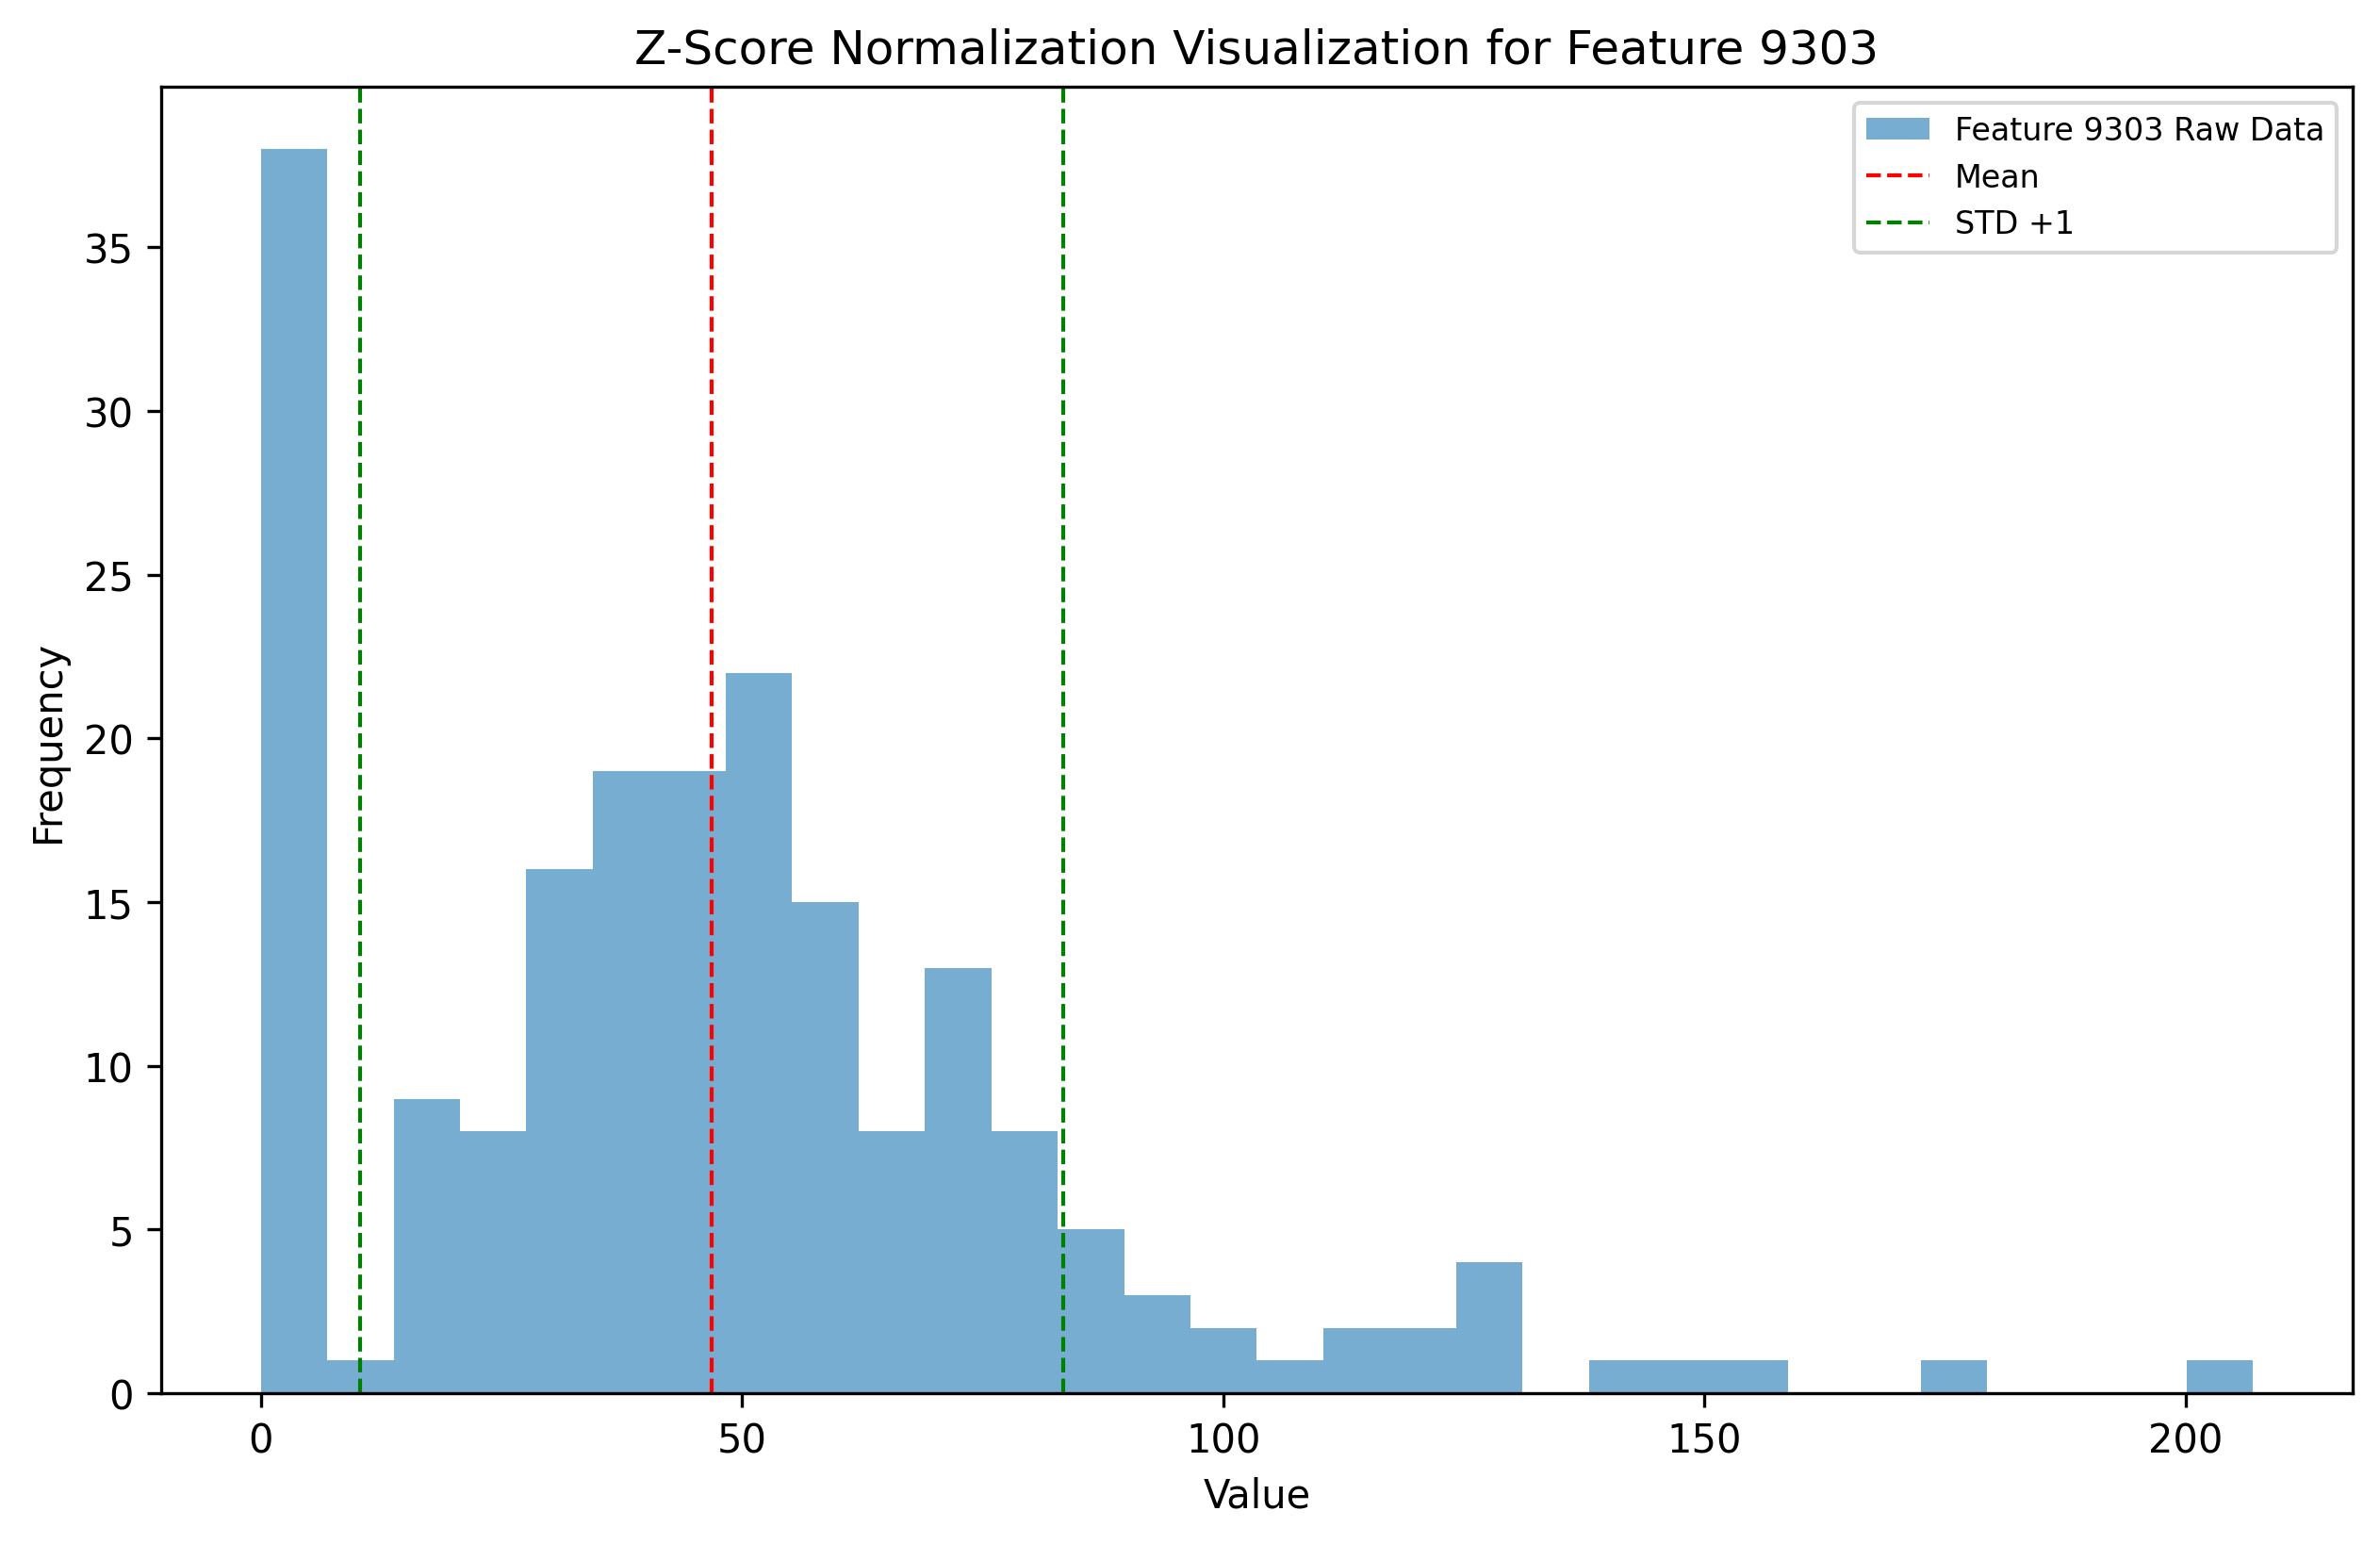 Z-Score Normalization Visualization for Feature 9303
Feature 9303 Raw Data
Mean
STD +1
Frequency
35
30
25
20
15
10
5
0
0 50 100 150 200
Value